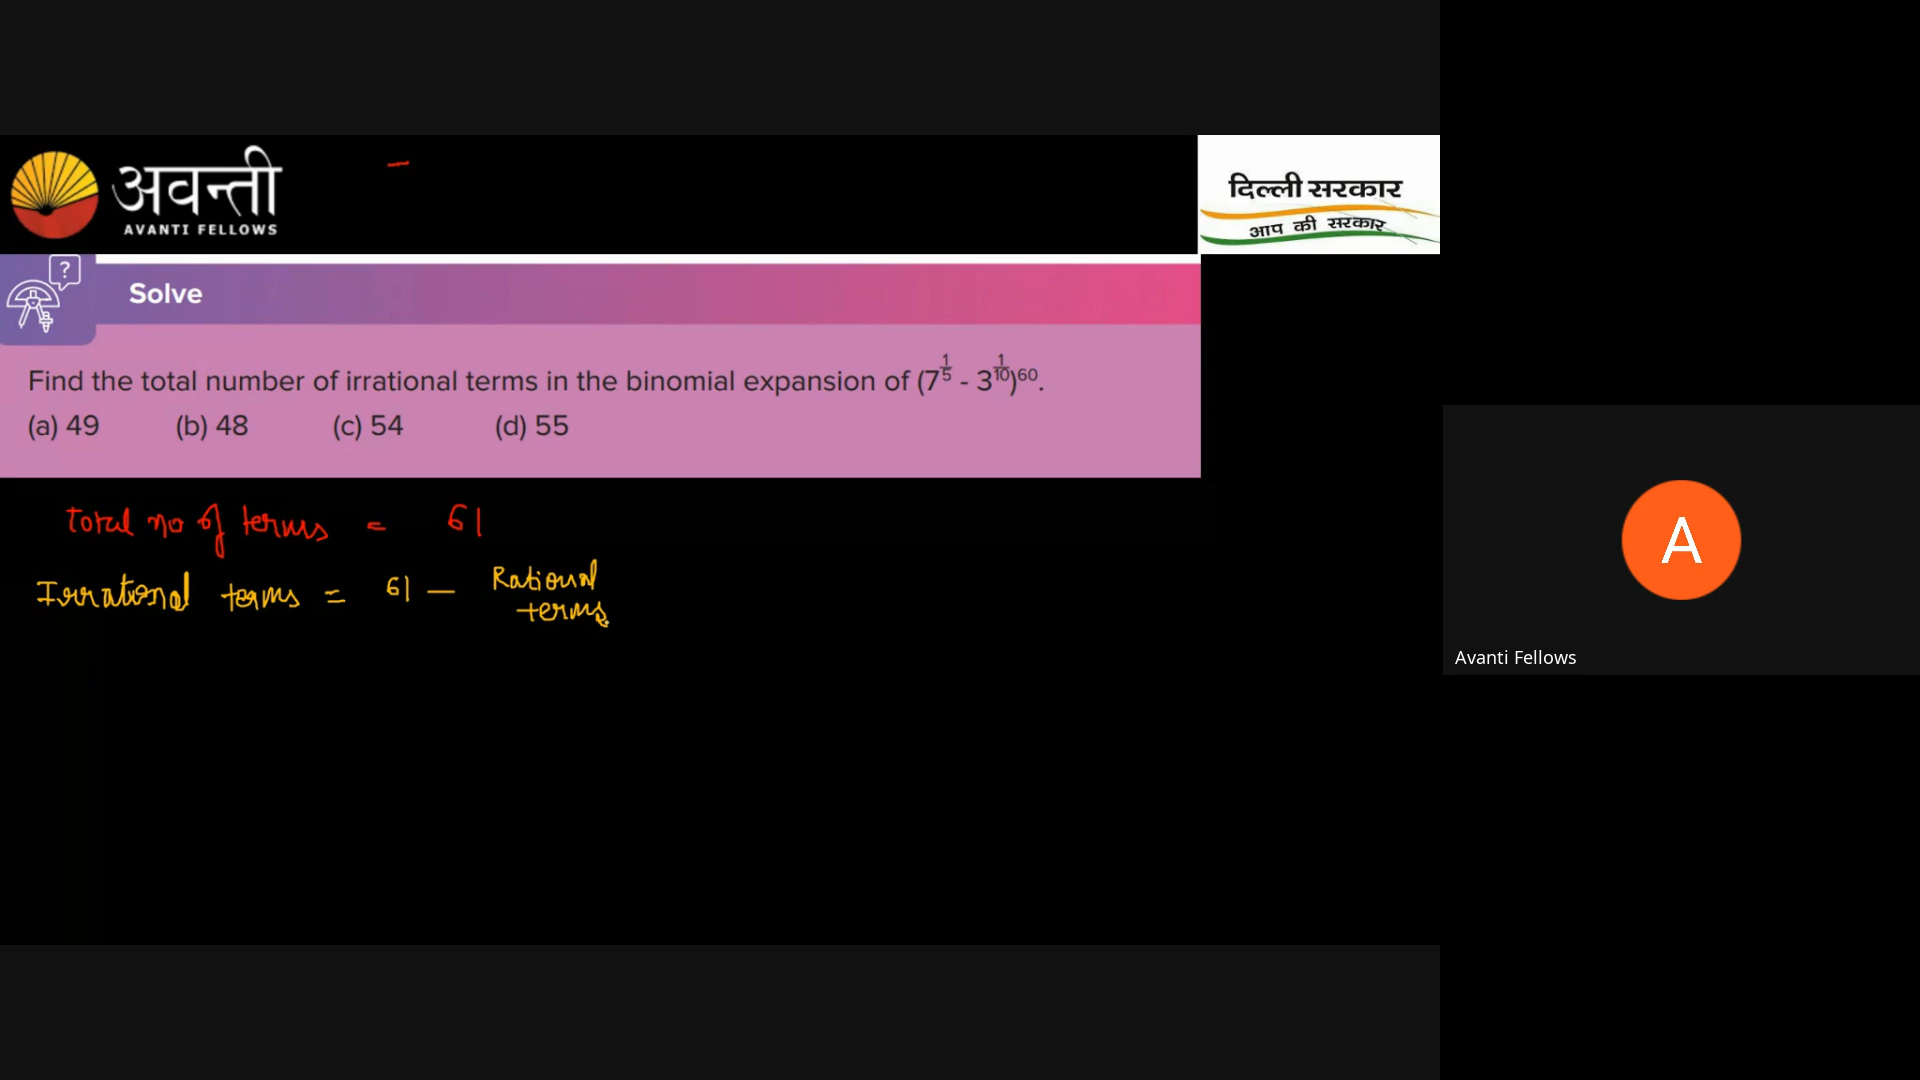 अवन्ती
AVANTI FELLOWS
दिल्ली सरकार
आप की सरकार
?
Solve
Find the total number of irrational terms in the binomial expansion of (7^(1/5) - 3^(1/10))^60.
(a) 49 (b) 48 (c) 54 (d) 55
Total no of terms = 61
Irrational terms = 61 - Rational terms
A
Avanti Fellows